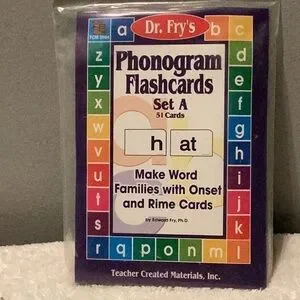 a Dr. Fry's b c
Phonogram
Flashcards
Set A
51 Cards
h at
Make Word
Families with Onset
and Rime Cards
by Edward Fry, Ph.D.
d
e
f
g
h
i
j
k
l
z
y
x
w
v
u
t
s r q p o n m
Teacher Created Materials, Inc.